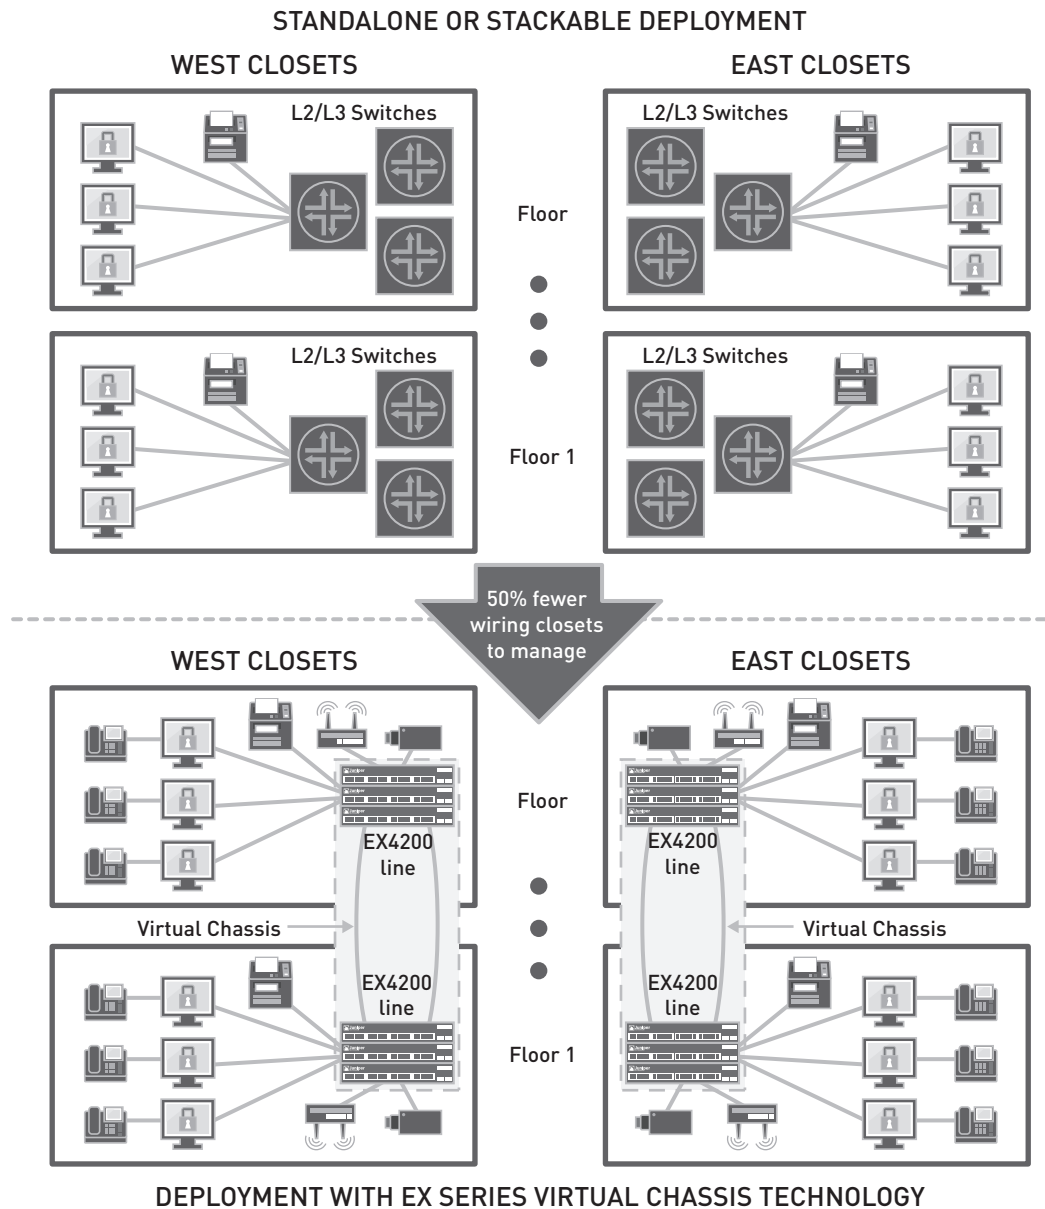 STANDALONE OR STACKABLE DEPLOYMENT
WEST CLOSETS
EAST CLOSETS
L2/L3 Switches
L2/L3 Switches
Floor
L2/L3 Switches
L2/L3 Switches
Floor 1
50% fewer
wiring closets
to manage
WEST CLOSETS
EAST CLOSETS
Floor
EX4200
line
EX4200
line
Virtual Chassis
Virtual Chassis
EX4200
line
EX4200
line
Floor 1
DEPLOYMENT WITH EX SERIES VIRTUAL CHASSIS TECHNOLOGY